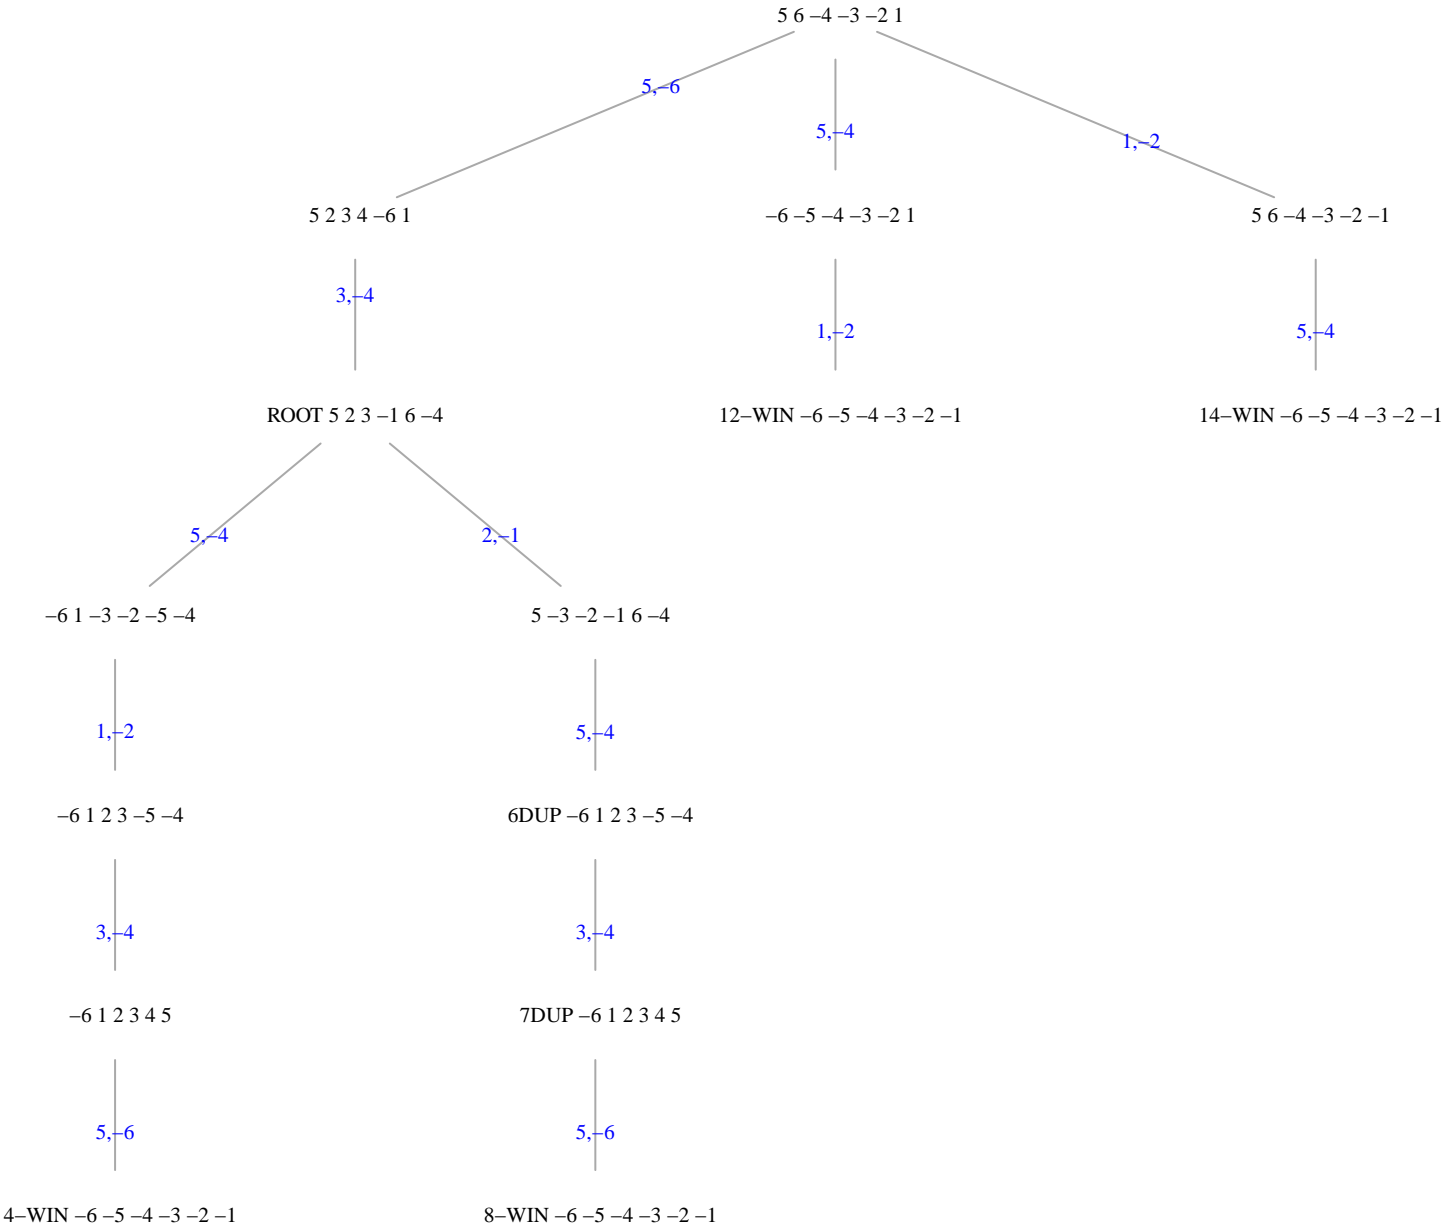 5 6 −4 −3 −2 1
5,−6
5,−4
1,−2
5 2 3 4 −6 1
−6 −5 −4 −3 −2 1
5 6 −4 −3 −2 −1
3,−4
1,−2
5,−4
ROOT 5 2 3 −1 6 −4
12−WIN −6 −5 −4 −3 −2 −1
14−WIN −6 −5 −4 −3 −2 −1
5,−4
2,−1
−6 1 −3 −2 −5 −4
5 −3 −2 −1 6 −4
1,−2
5,−4
−6 1 2 3 −5 −4
6DUP −6 1 2 3 −5 −4
3,−4
3,−4
−6 1 2 3 4 5
7DUP −6 1 2 3 4 5
5,−6
5,−6
4−WIN −6 −5 −4 −3 −2 −1
8−WIN −6 −5 −4 −3 −2 −1